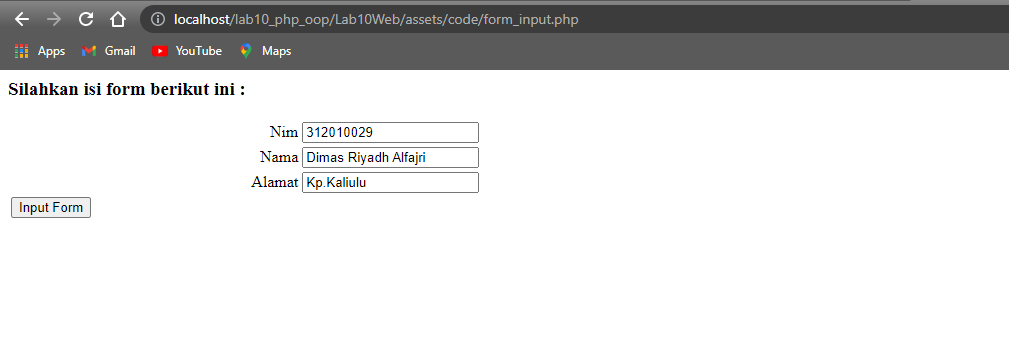 localhost/lab10_php_oop/Lab10Web/assets/code/form_input.php
Apps Gmail YouTube Maps
Silahkan isi form berikut ini :
Nim 312010029
Nama Dimas Riyadh Alfajri
Alamat Kp.Kaliulu
Input Form